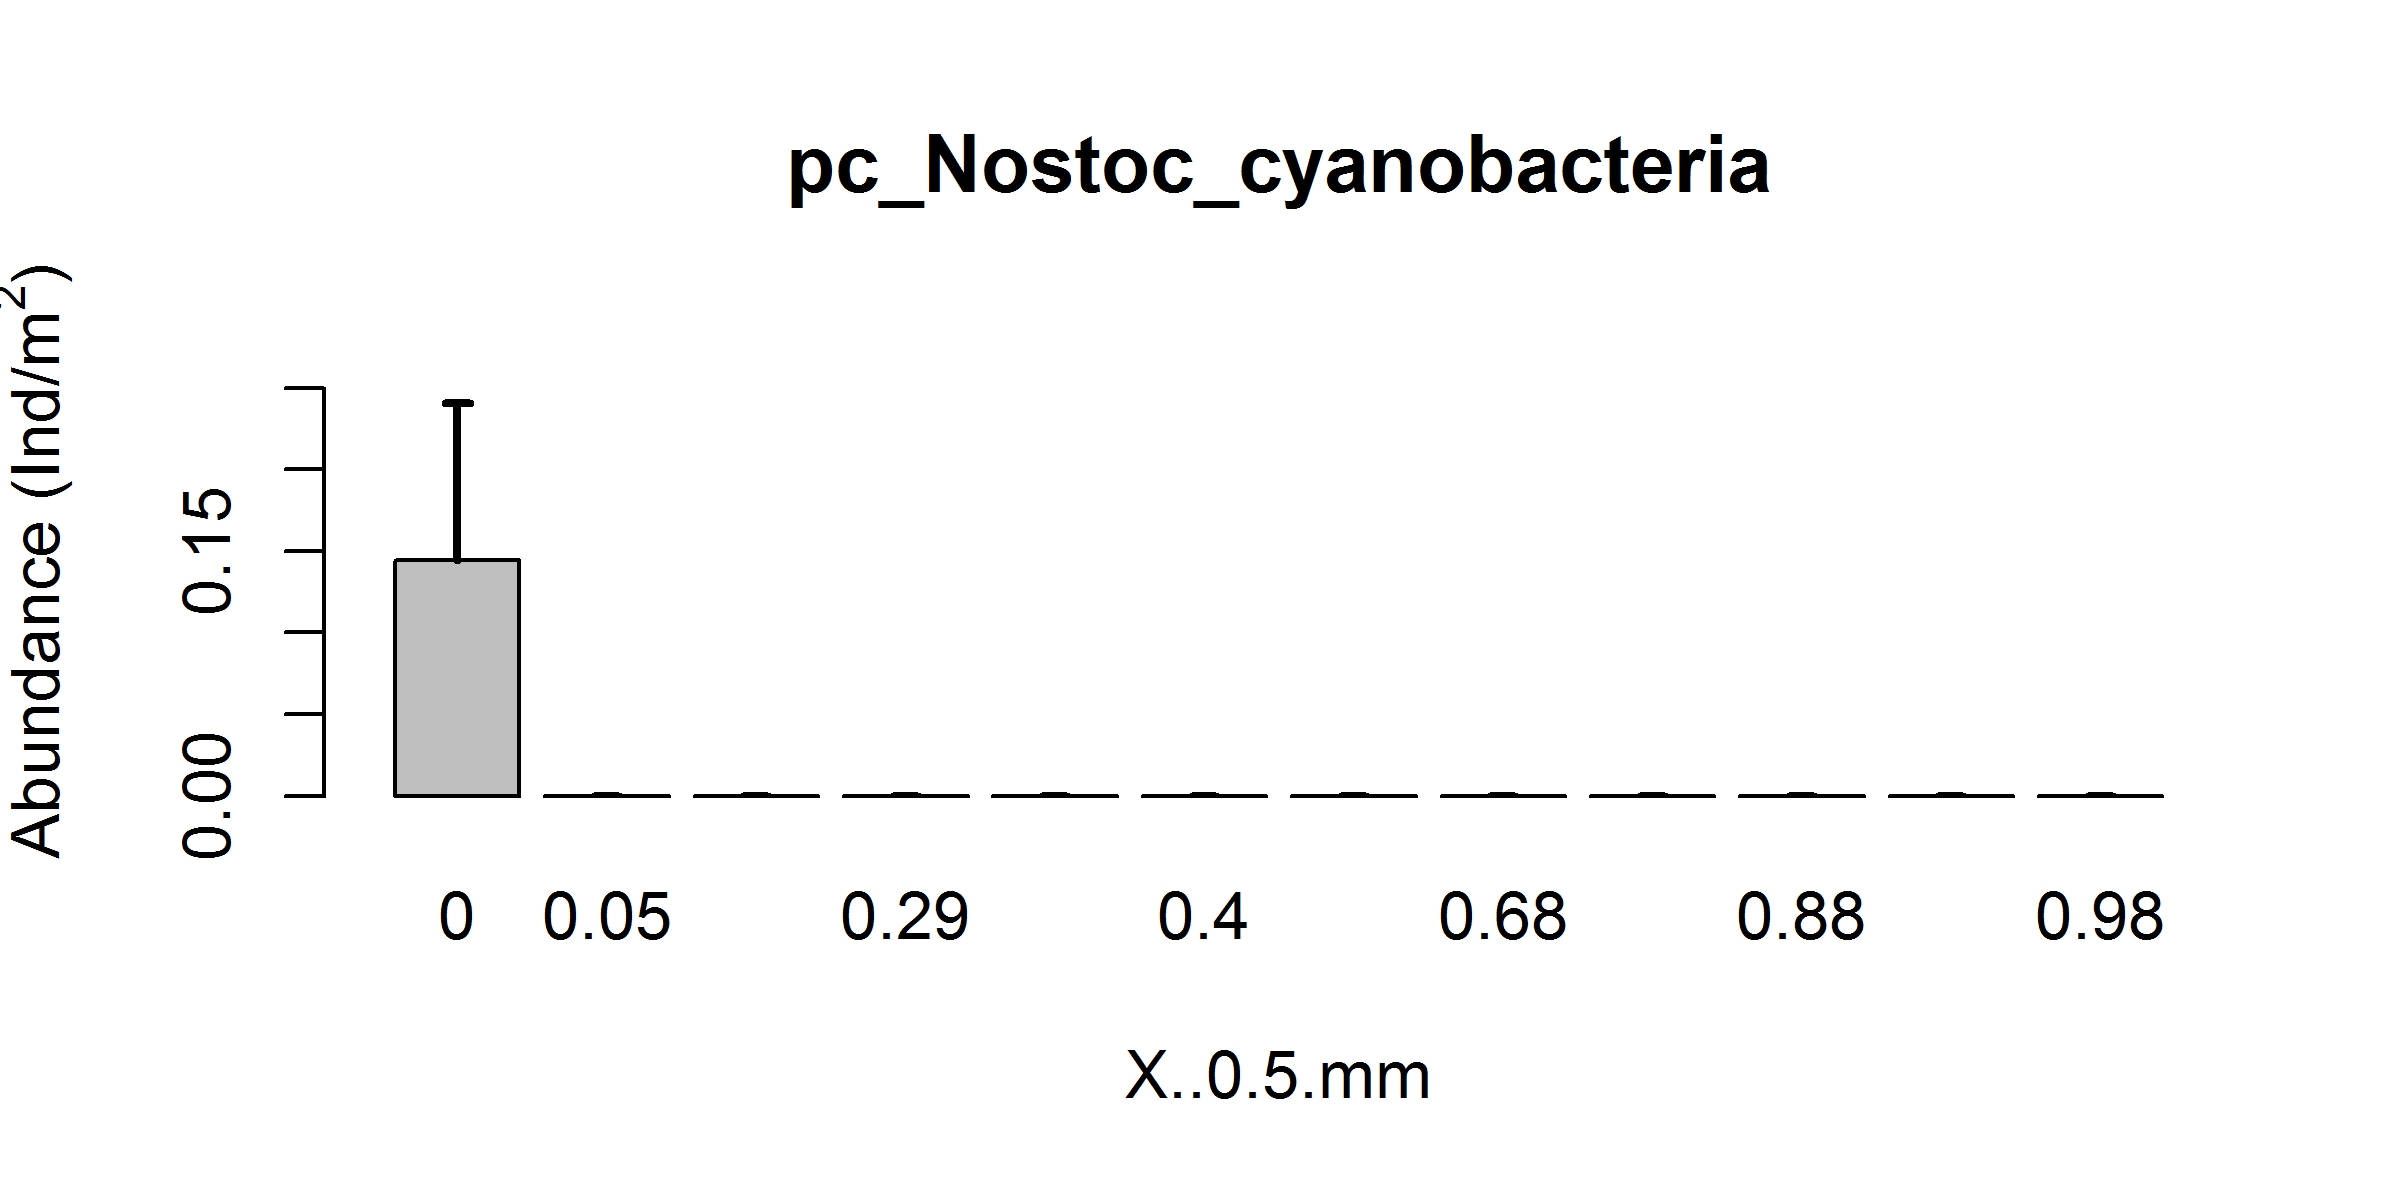 pc_Nostoc_cyanobacteria
Abundance (Ind/m²)
0.15
0.00
0 0.05 0.29 0.4 0.68 0.88 0.98
X..0.5.mm